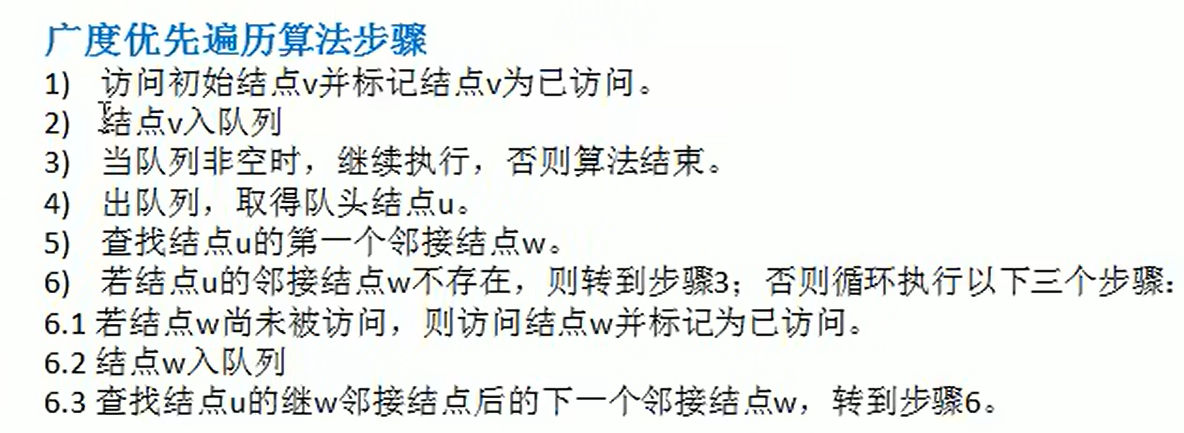 广度优先遍历算法步骤
1) 访问初始结点v并标记结点v为已访问。
2) 结点v入队列
3) 当队列非空时，继续执行，否则算法结束。
4) 出队列，取得队头结点u。
5) 查找结点u的第一个邻接结点w。
6) 若结点u的邻接结点w不存在，则转到步骤3；否则循环执行以下三个步骤：
6.1 若结点w尚未被访问，则访问结点w并标记为已访问。
6.2 结点w入队列
6.3 查找结点u的继w邻接结点后的下一个邻接结点w，转到步骤6。